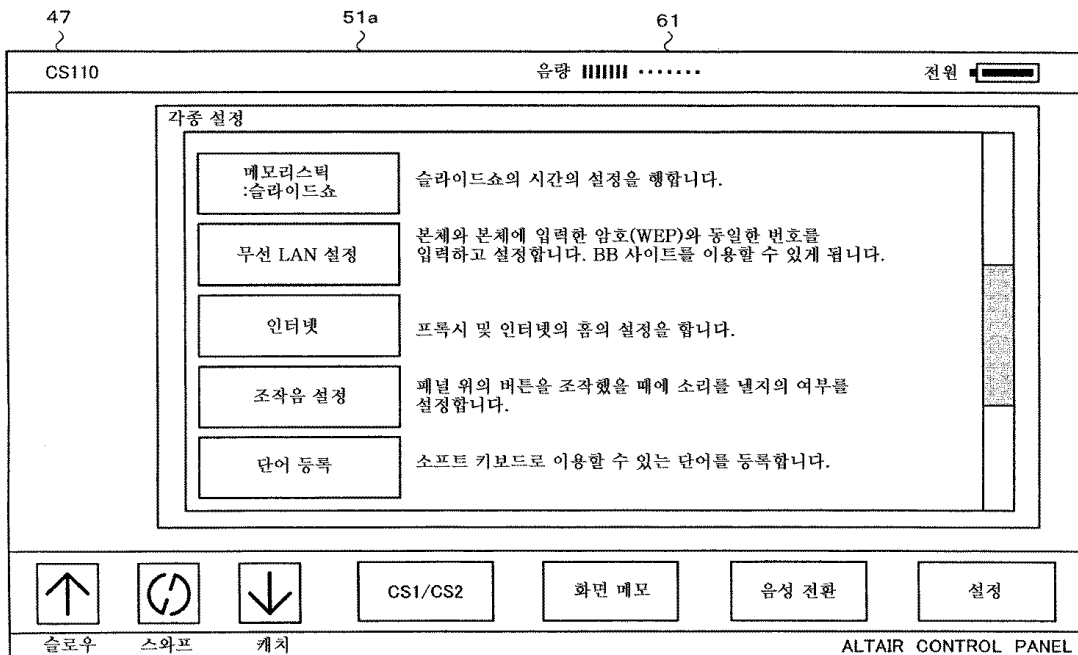 47 51a 61
CS110 음량 전원
각종 설정
메모리스틱
:슬라이드쇼
슬라이드쇼의 시간의 설정을 행합니다.
무선 LAN 설정
본체와 본체에 입력한 암호(WEP)와 동일한 번호를
입력하고 설정합니다. BB 사이트를 이용할 수 있게 됩니다.
인터넷
프록시 및 인터넷의 홈의 설정을 합니다.
조작음 설정
패널 위의 버튼을 조작했을 때에 소리를 낼지의 여부를
설정합니다.
단어 등록
소프트 키보드로 이용할 수 있는 단어를 등록합니다.
CS1/CS2 화면 메모 음성 전환 설정
슬로우 스와프 캐치
ALTAIR CONTROL PANEL